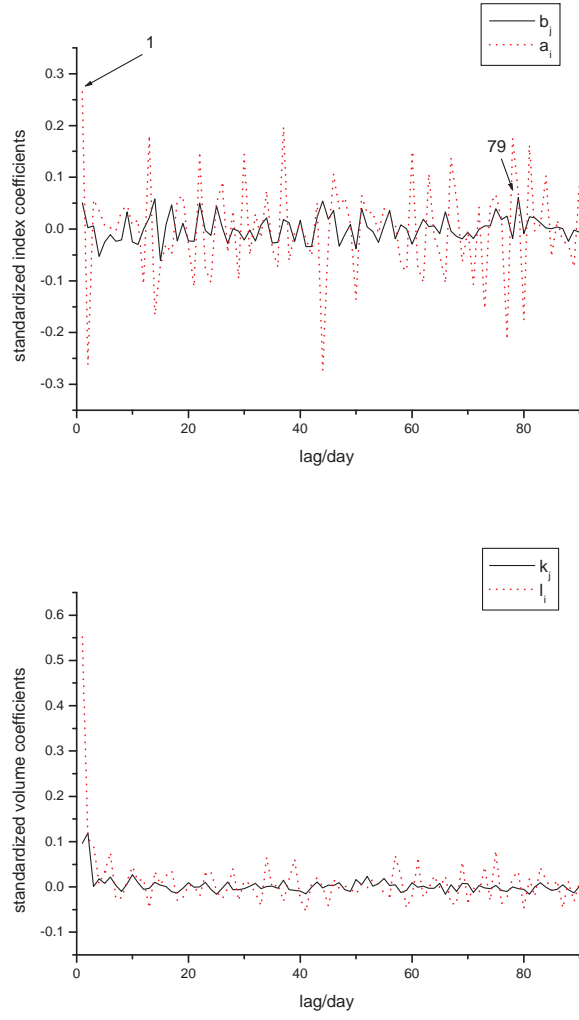 b_j
a_i
1
79
0.3
0.2
0.1
0.0
-0.1
-0.2
-0.3
standardized index coefficients
0 20 40 60 80
lag/day
k_j
l_i
0.6
0.5
0.4
0.3
0.2
0.1
0.0
-0.1
standardized volume coefficients
0 20 40 60 80
lag/day